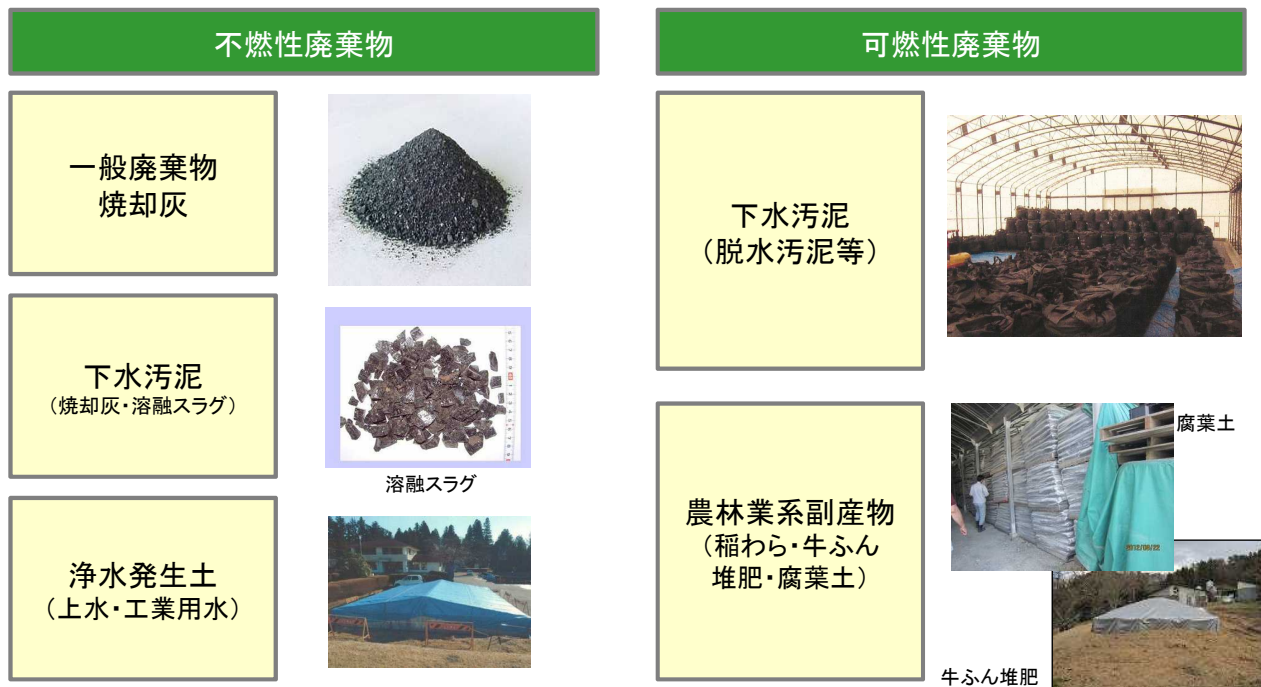 不燃性廃棄物
一般廃棄物
焼却灰
下水汚泥
（焼却灰・溶融スラグ）
溶融スラグ
浄水発生土
（上水・工業用水）
可燃性廃棄物
下水汚泥
（脱水汚泥等）
農林業系副産物
（稲わら・牛ふん
堆肥・腐葉土）
腐葉土
2012/08/22
牛ふん堆肥